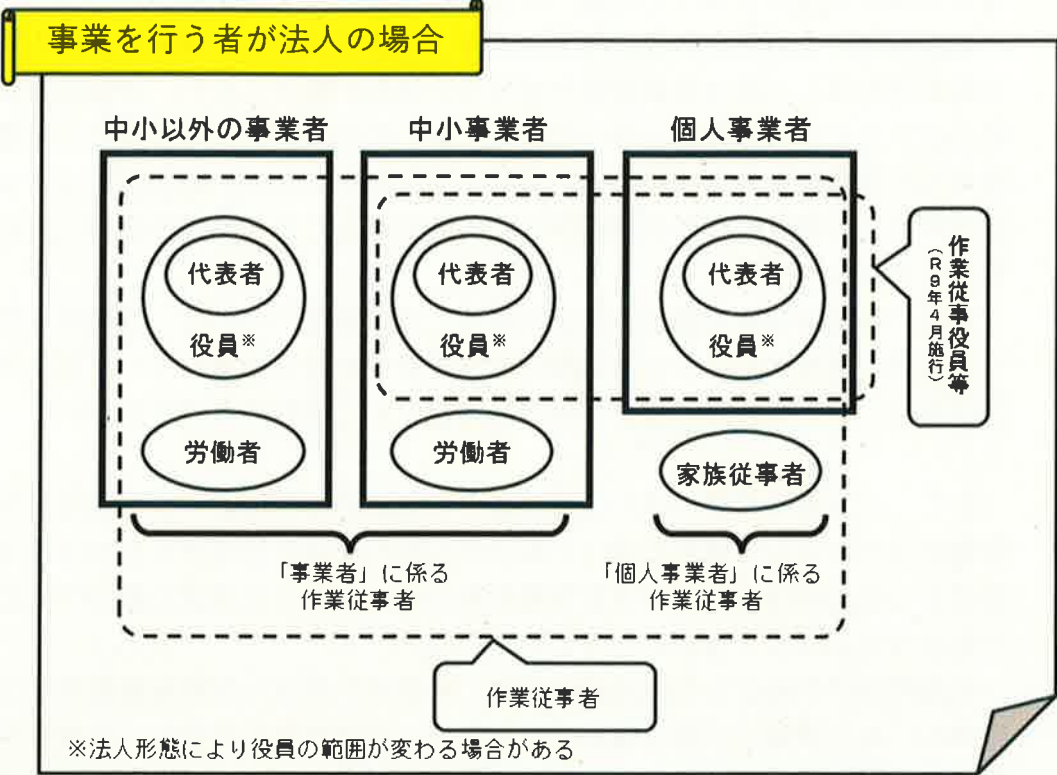 事業を行う者が法人の場合
中小以外の事業者
中小事業者
個人事業者
代表者
役員※
労働者
代表者
役員※
労働者
代表者
役員※
家族従事者
作業従事役員等
(R9年4月施行)
「事業者」に係る
作業従事者
「個人事業者」に係る
作業従事者
作業従事者
※法人形態により役員の範囲が変わる場合がある